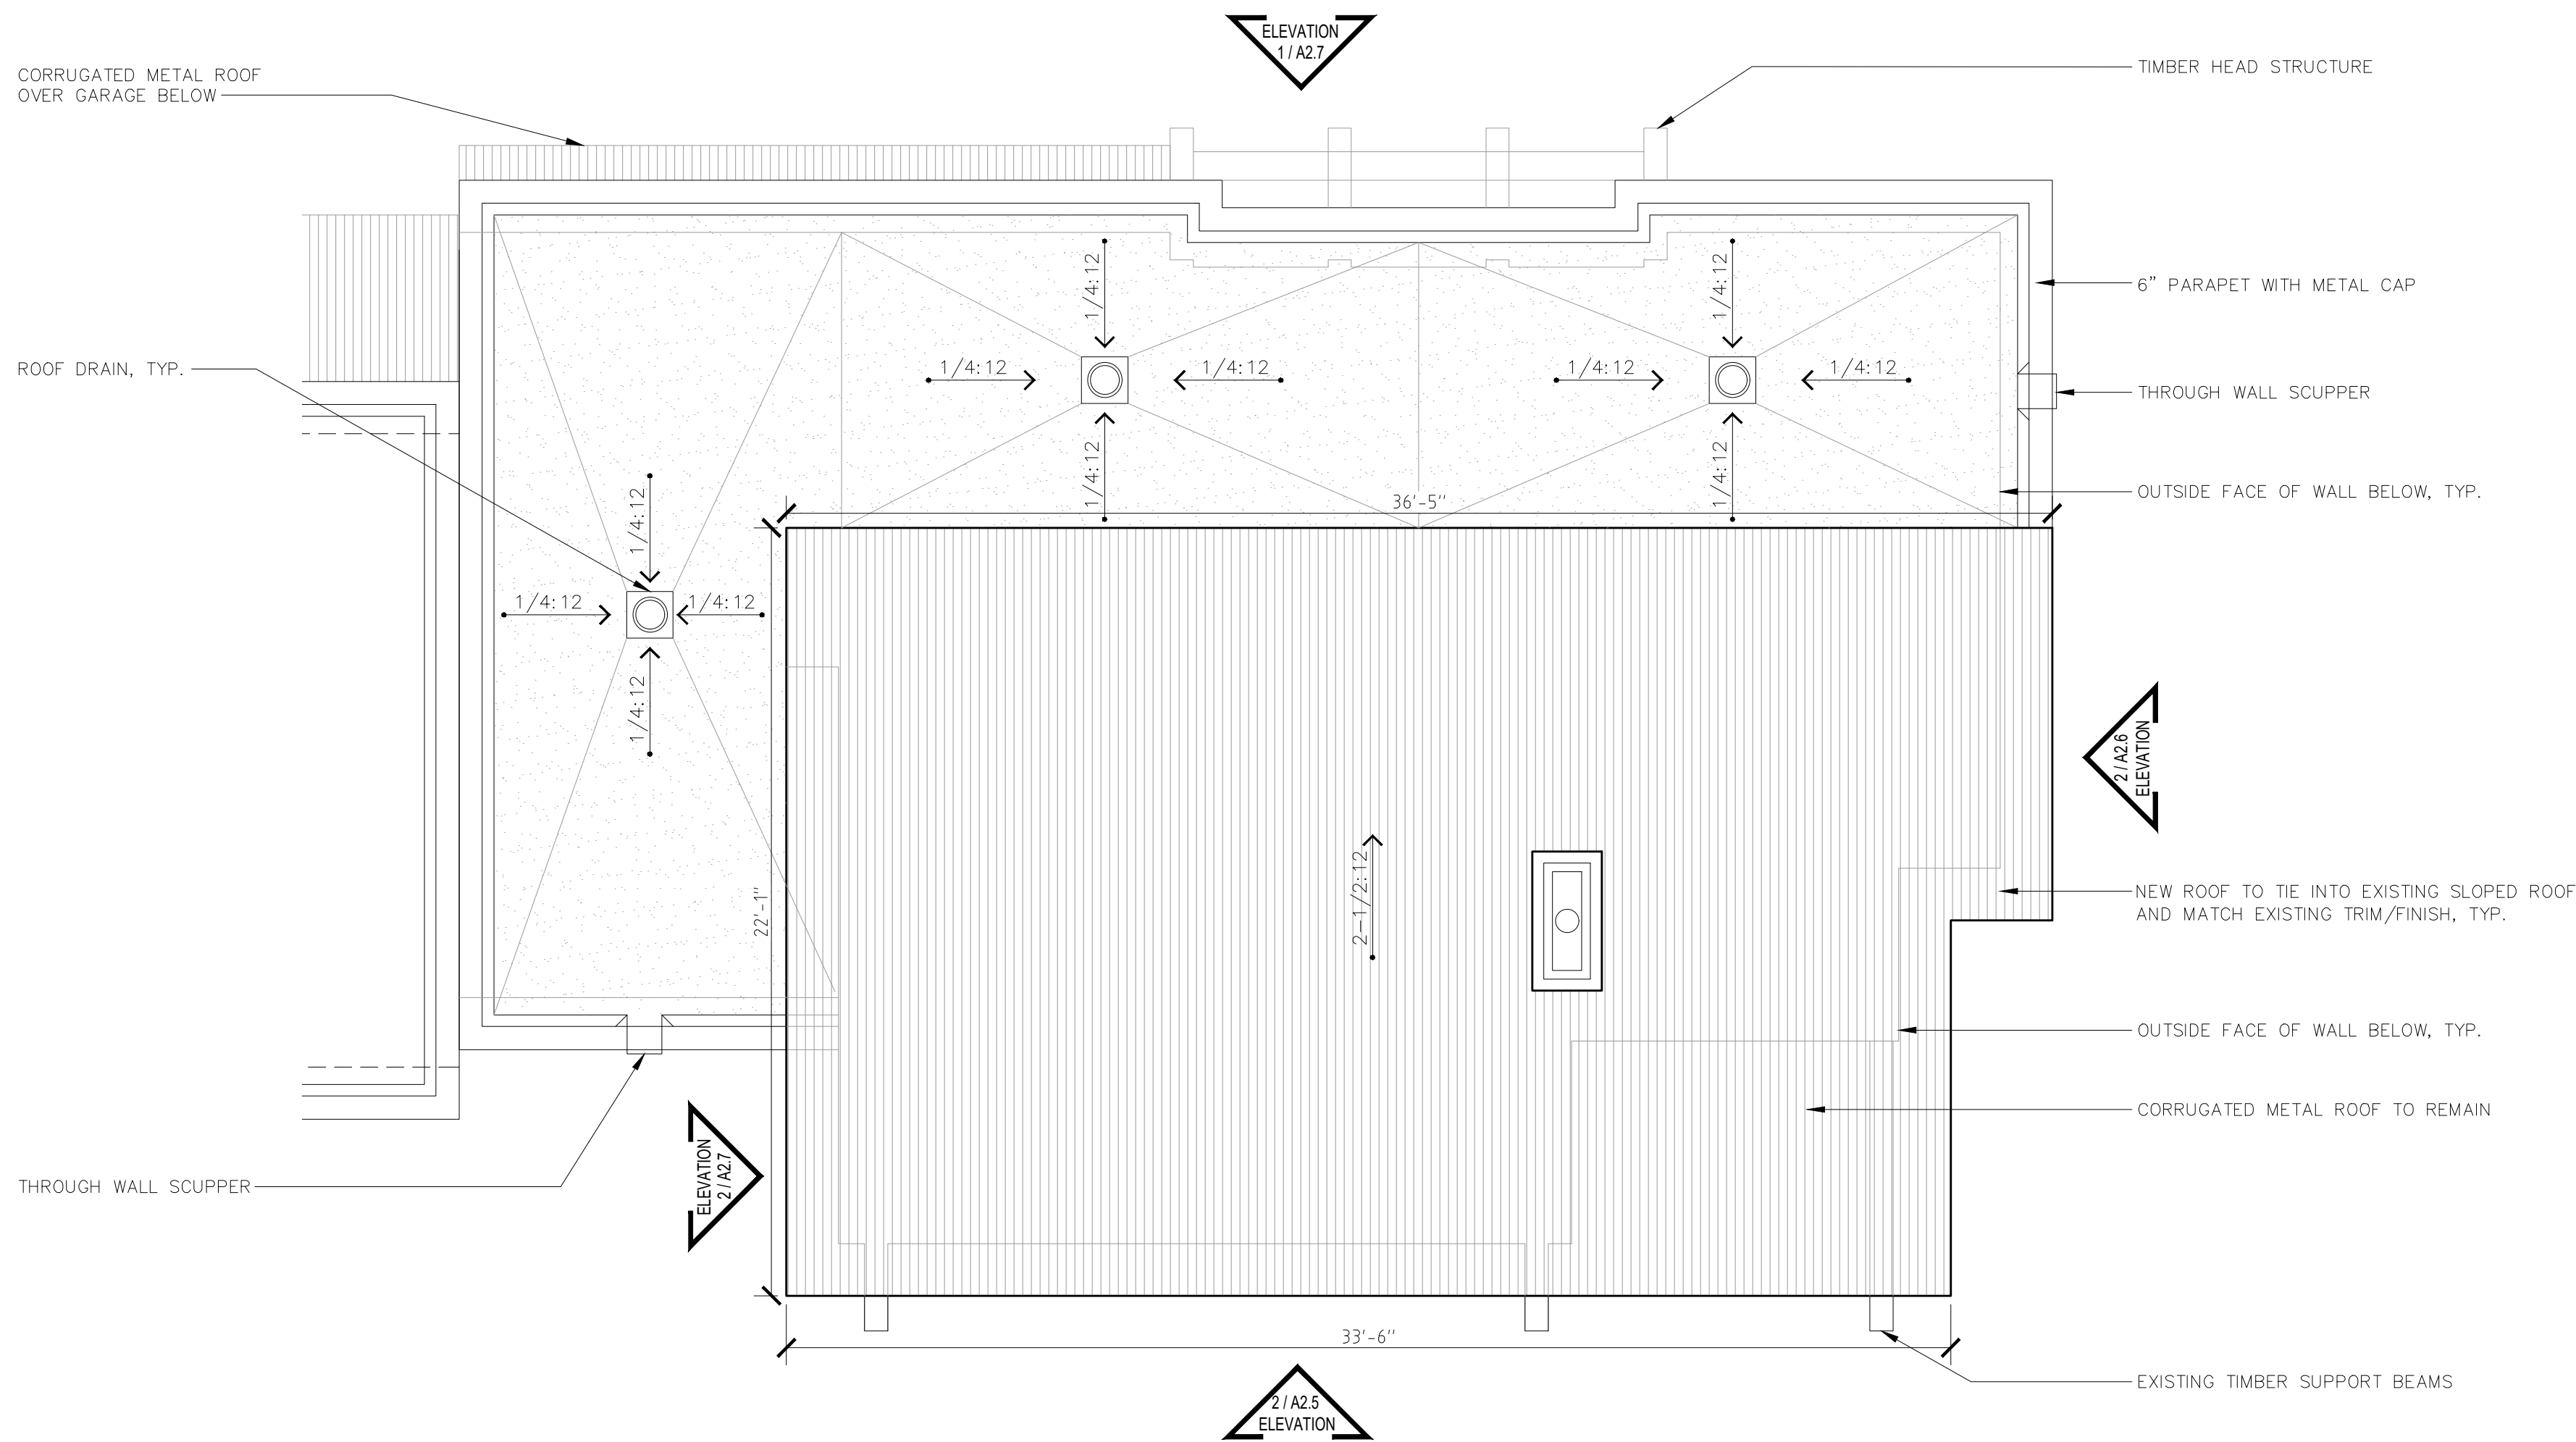 ELEVATION
1 / A2.7
CORRUGATED METAL ROOF
OVER GARAGE BELOW
TIMBER HEAD STRUCTURE
6” PARAPET WITH METAL CAP
ROOF DRAIN, TYP.
THROUGH WALL SCUPPER
OUTSIDE FACE OF WALL BELOW, TYP.
1/4:12
1/4:12
1/4:12
1/4:12
1/4:12
1/4:12
1/4:12
1/4:12
36'-5"
1/4:12
1/4:12
1/4:12
1/4:12
2 / A2.6
ELEVATION
22'-1"
2-1/2:12
NEW ROOF TO TIE INTO EXISTING SLOPED ROOF
AND MATCH EXISTING TRIM/FINISH, TYP.
OUTSIDE FACE OF WALL BELOW, TYP.
CORRUGATED METAL ROOF TO REMAIN
ELEVATION
2 / A2.7
THROUGH WALL SCUPPER
33'-6"
EXISTING TIMBER SUPPORT BEAMS
2 / A2.5
ELEVATION